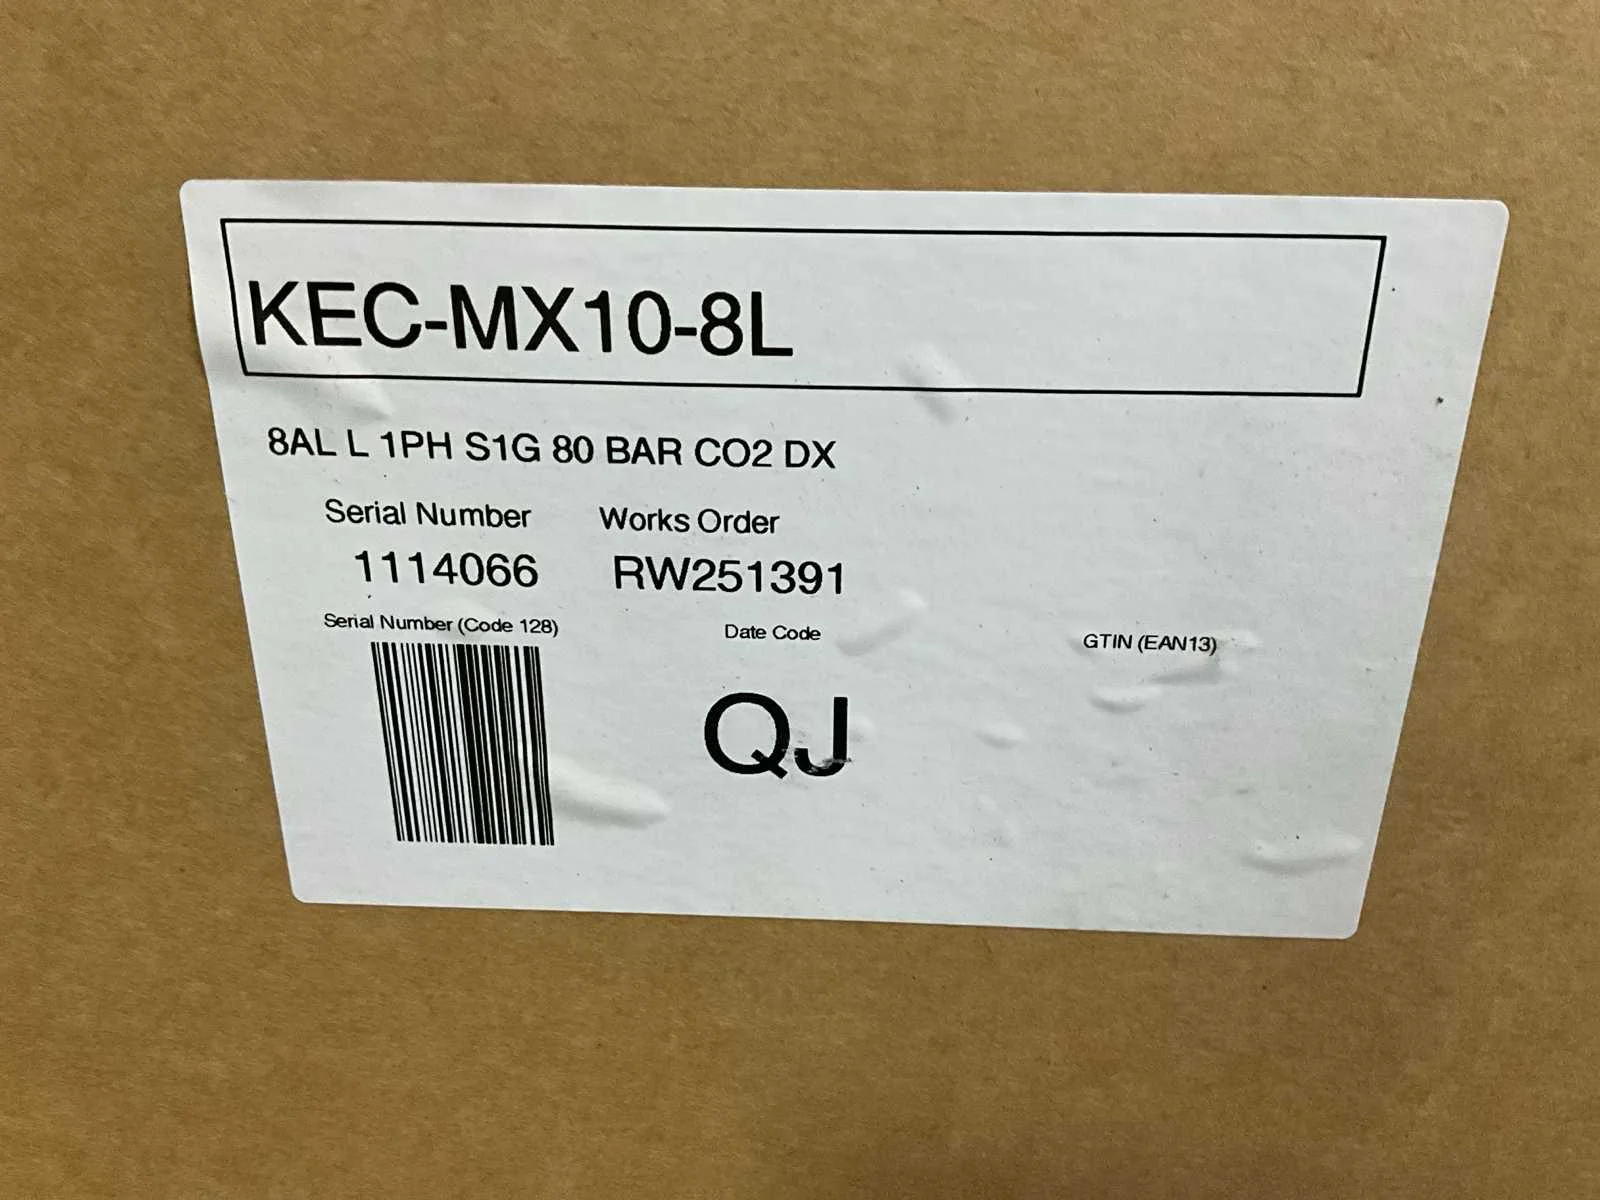 KEC-MX10-8L
8AL L 1PH S1G 80 BAR CO2 DX
Serial Number Works Order
1114066 RW251391
Serial Number (Code 128) Date Code GTIN (EAN13)
QJ